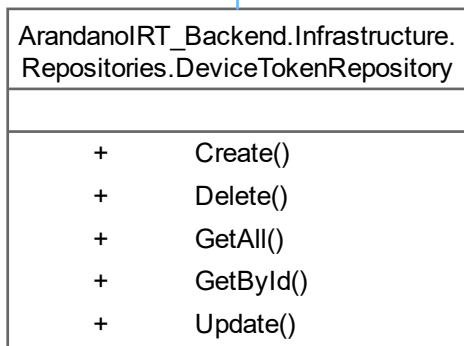 ArandanoIRT_Backend.Infrastructure.
Repositories.DeviceTokenRepository
+ Create()
+ Delete()
+ GetAll()
+ GetById()
+ Update()